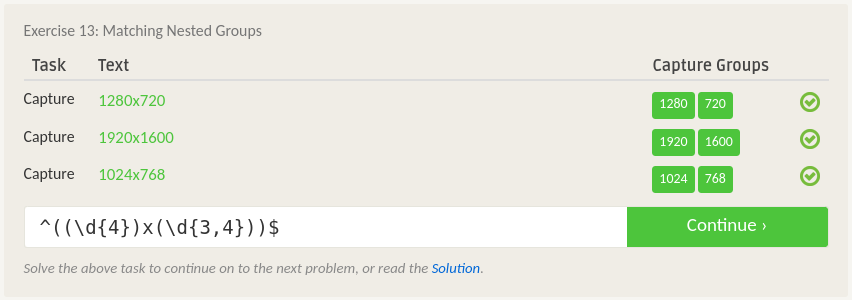 Exercise 13: Matching Nested Groups
Task Text Capture Groups
Capture 1280x720 1280 720
Capture 1920x1600 1920 1600
Capture 1024x768 1024 768
^((\d{4})x(\d{3,4}))$ Continue ›
Solve the above task to continue on to the next problem, or read the Solution.